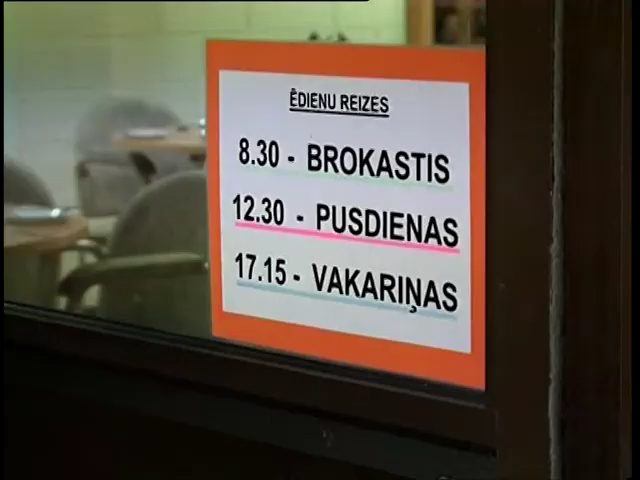 ĒDIENU REIZES
8.30 - BROKASTIS
12.30 - PUSDIENAS
17.15 - VAKARIŅAS